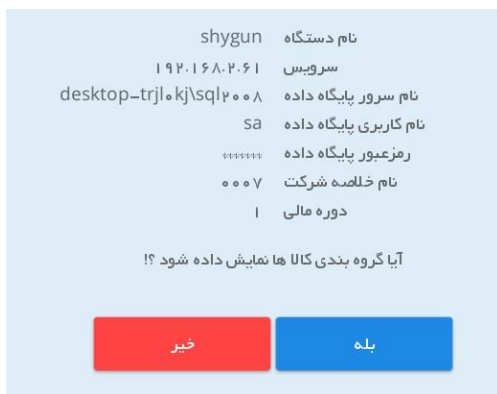 نام دستگاه shygun
سرویس ۱۹۲.۱۶۸.۲.۶۱
نام سرور پایگاه داده desktop-trjl۰kj\sql۲۰۰۸
نام کاربری پایگاه داده sa
رمزعبور پایگاه داده *******
نام خلاصه شرکت ۰۰۰۷
دوره مالی ۱
آیا گروه بندی کالا ها نمایش داده شود ؟!
بله
خیر